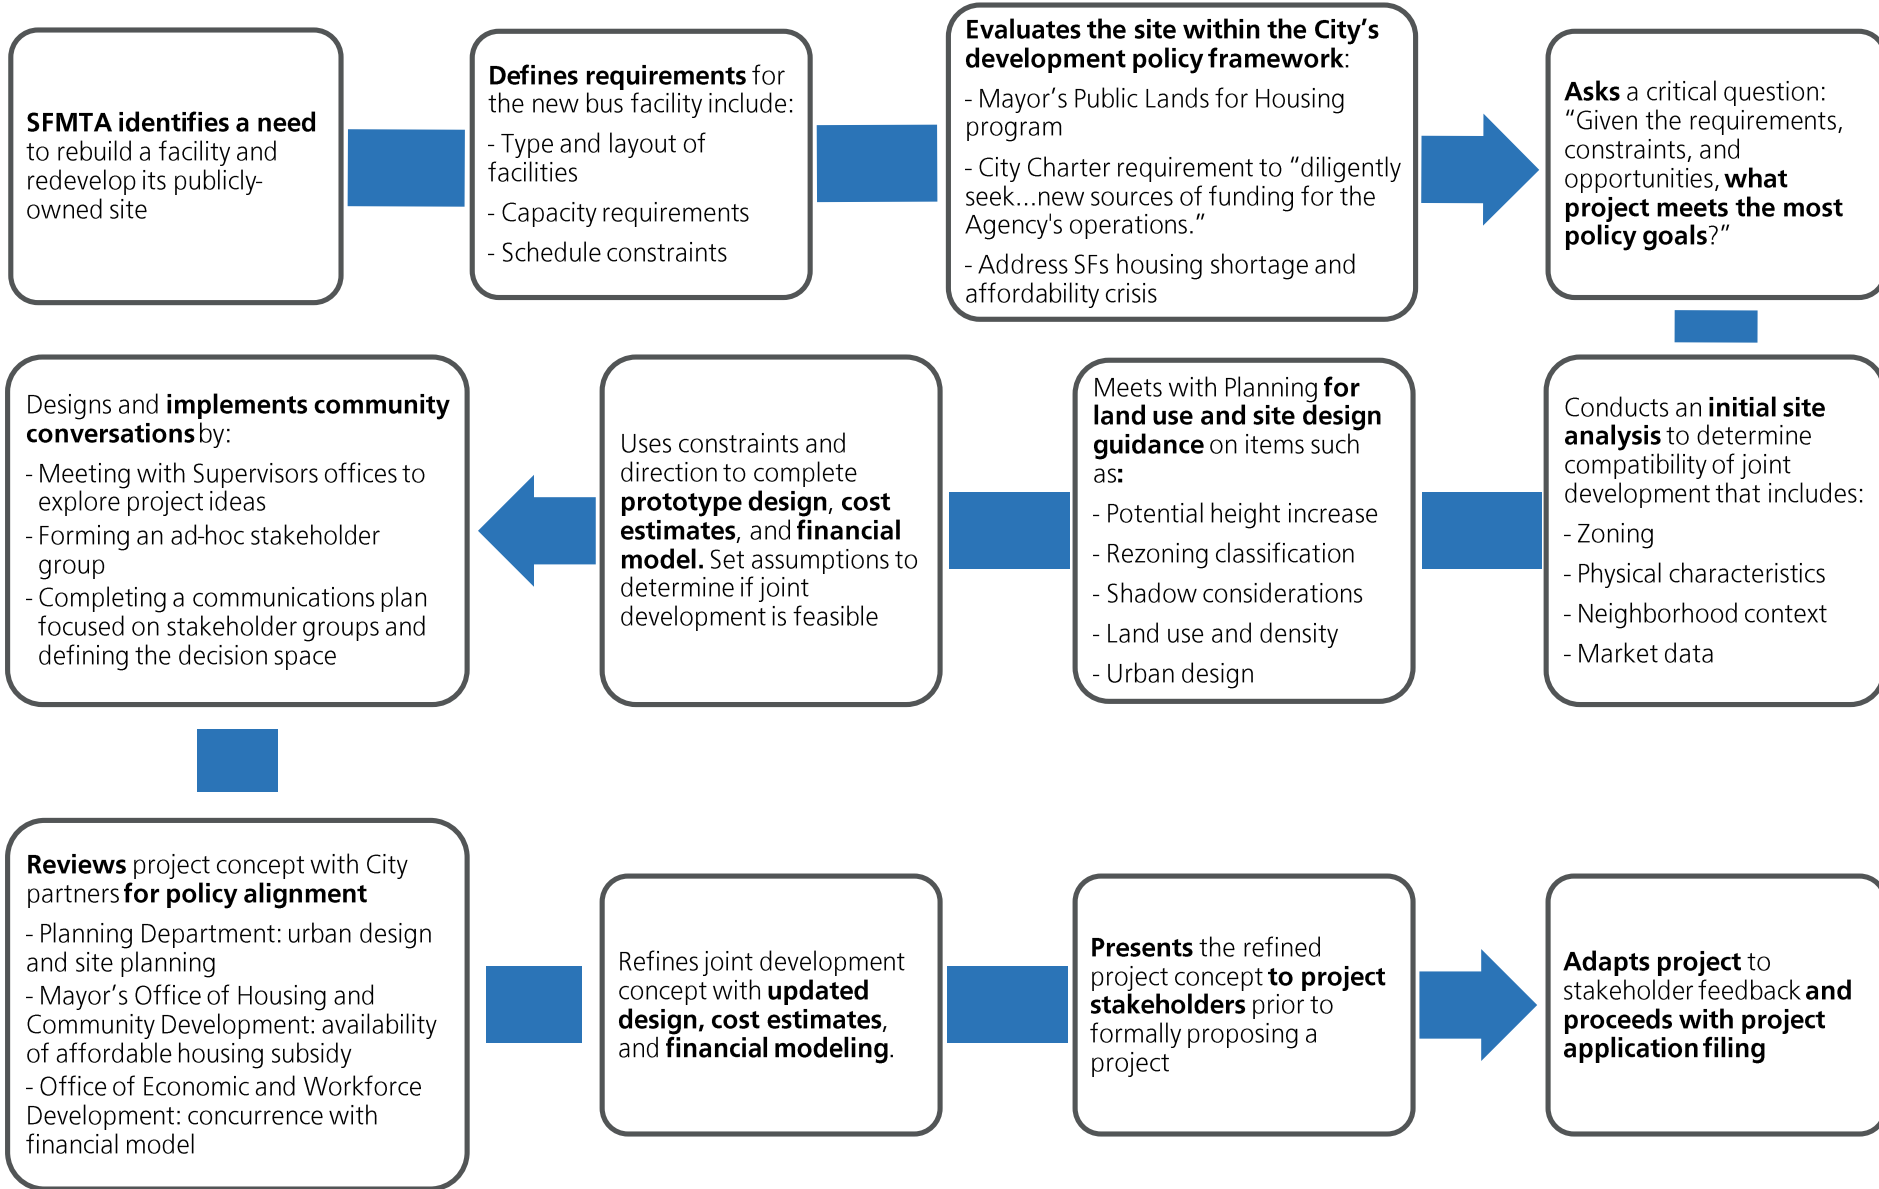 SFMTA identifies a need
to rebuild a facility and
redevelop its publicly-
owned site
Defines requirements for
the new bus facility include:
- Type and layout of
facilities
- Capacity requirements
- Schedule constraints
Evaluates the site within the City's
development policy framework:
- Mayor's Public Lands for Housing
program
- City Charter requirement to "diligently
seek...new sources of funding for the
Agency's operations."
- Address SFs housing shortage and
affordability crisis
Asks a critical question:
"Given the requirements,
constraints, and
opportunities, what
project meets the most
policy goals?"
Conducts an initial site
analysis to determine
compatibility of joint
development that includes:
- Zoning
- Physical characteristics
- Neighborhood context
- Market data
Meets with Planning for
land use and site design
guidance on items such
as:
- Potential height increase
- Rezoning classification
- Shadow considerations
- Land use and density
- Urban design
Uses constraints and
direction to complete
prototype design, cost
estimates, and financial
model. Set assumptions to
determine if joint
development is feasible
Designs and implements community
conversations by:
- Meeting with Supervisors offices to
explore project ideas
- Forming an ad-hoc stakeholder
group
- Completing a communications plan
focused on stakeholder groups and
defining the decision space
Reviews project concept with City
partners for policy alignment
- Planning Department: urban design
and site planning
- Mayor's Office of Housing and
Community Development: availability
of affordable housing subsidy
- Office of Economic and Workforce
Development: concurrence with
financial model
Refines joint development
concept with updated
design, cost estimates,
and financial modeling.
Presents the refined
project concept to project
stakeholders prior to
formally proposing a
project
Adapts project to
stakeholder feedback and
proceeds with project
application filing